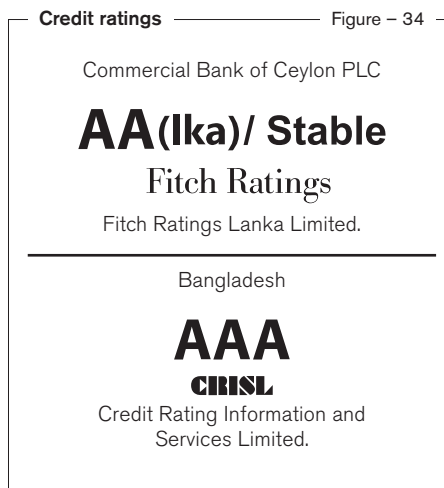 Credit ratings Figure – 34
Commercial Bank of Ceylon PLC
AA(lka)/ Stable
Fitch Ratings
Fitch Ratings Lanka Limited.
Bangladesh
AAA
CRISL
Credit Rating Information and
Services Limited.